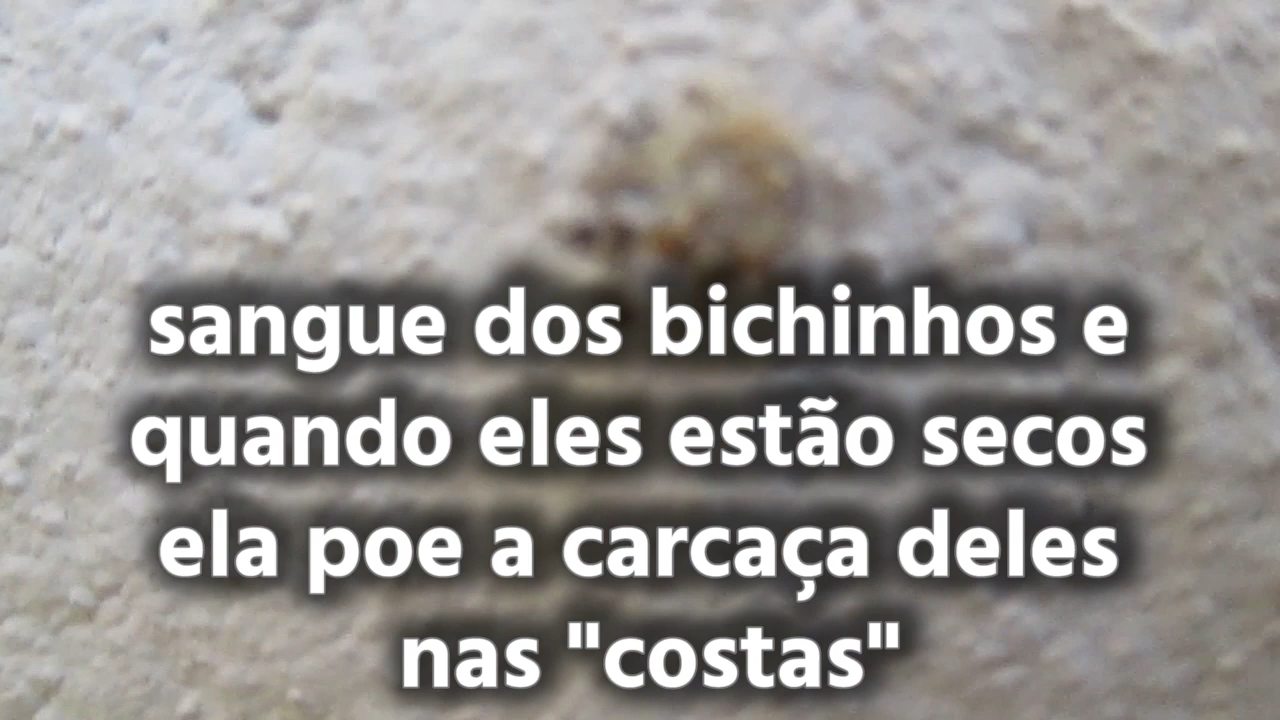 sangue dos bichinhos e
quando eles estão secos
ela poe a carcaça deles
nas "costas"